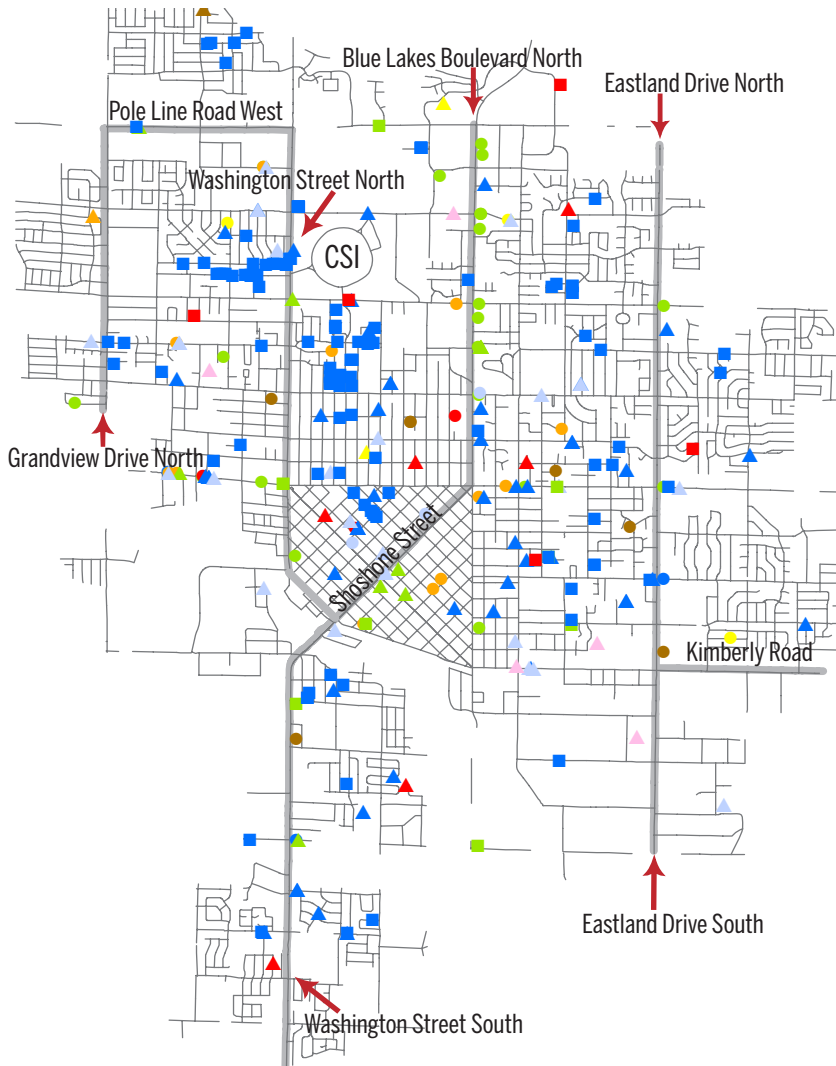 Blue Lakes Boulevard North
Eastland Drive North
Pole Line Road West
Washington Street North
CSI
Grandview Drive North
Shoshone Street
Kimberly Road
Eastland Drive South
Washington Street South